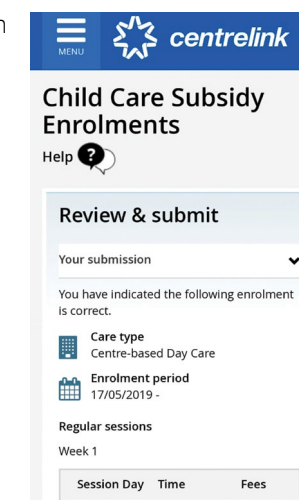 MENU
centrelink
Child Care Subsidy
Enrolments
Help ?
Review & submit
Your submission
You have indicated the following enrolment
is correct.
Care type
Centre-based Day Care
Enrolment period
17/05/2019 -
Regular sessions
Week 1
Session Day Time Fees